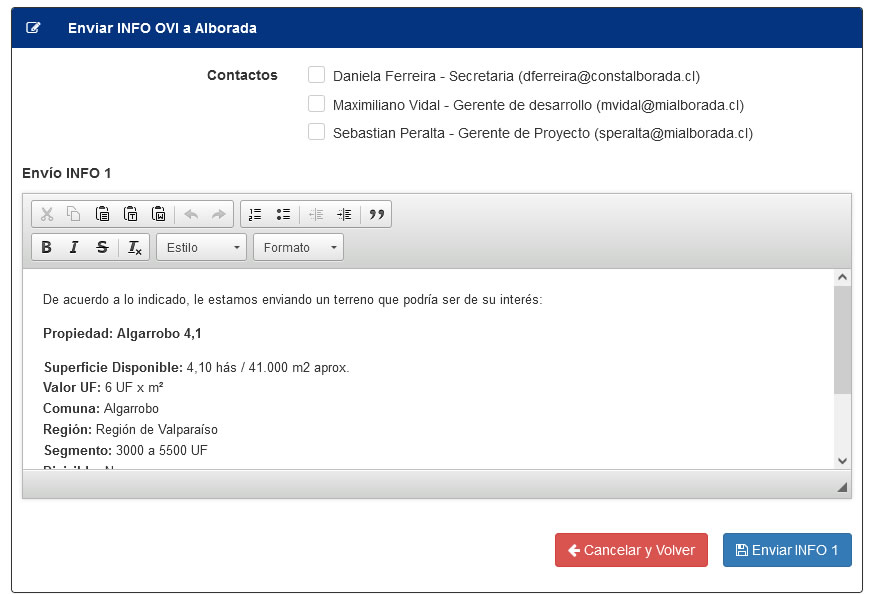 Enviar INFO OVI a Alborada
Contactos
Daniela Ferreira - Secretaria (dferreira@constalborada.cl)
Maximiliano Vidal - Gerente de desarrollo (mvidal@mialborada.cl)
Sebastian Peralta - Gerente de Proyecto (speralta@mialborada.cl)
Envío INFO 1
B I S Tx Estilo Formato
De acuerdo a lo indicado, le estamos enviando un terreno que podría ser de su interés:
Propiedad: Algarrobo 4,1
Superficie Disponible: 4,10 hás / 41.000 m2 aprox.
Valor UF: 6 UF x m²
Comuna: Algarrobo
Región: Región de Valparaíso
Segmento: 3000 a 5500 UF
Cancelar y Volver Enviar INFO 1